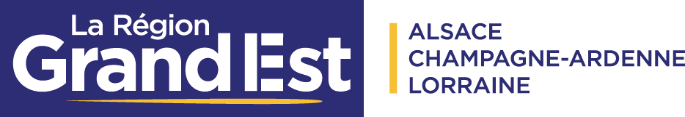 La Région
Grand Est
ALSACE
CHAMPAGNE-ARDENNE
LORRAINE